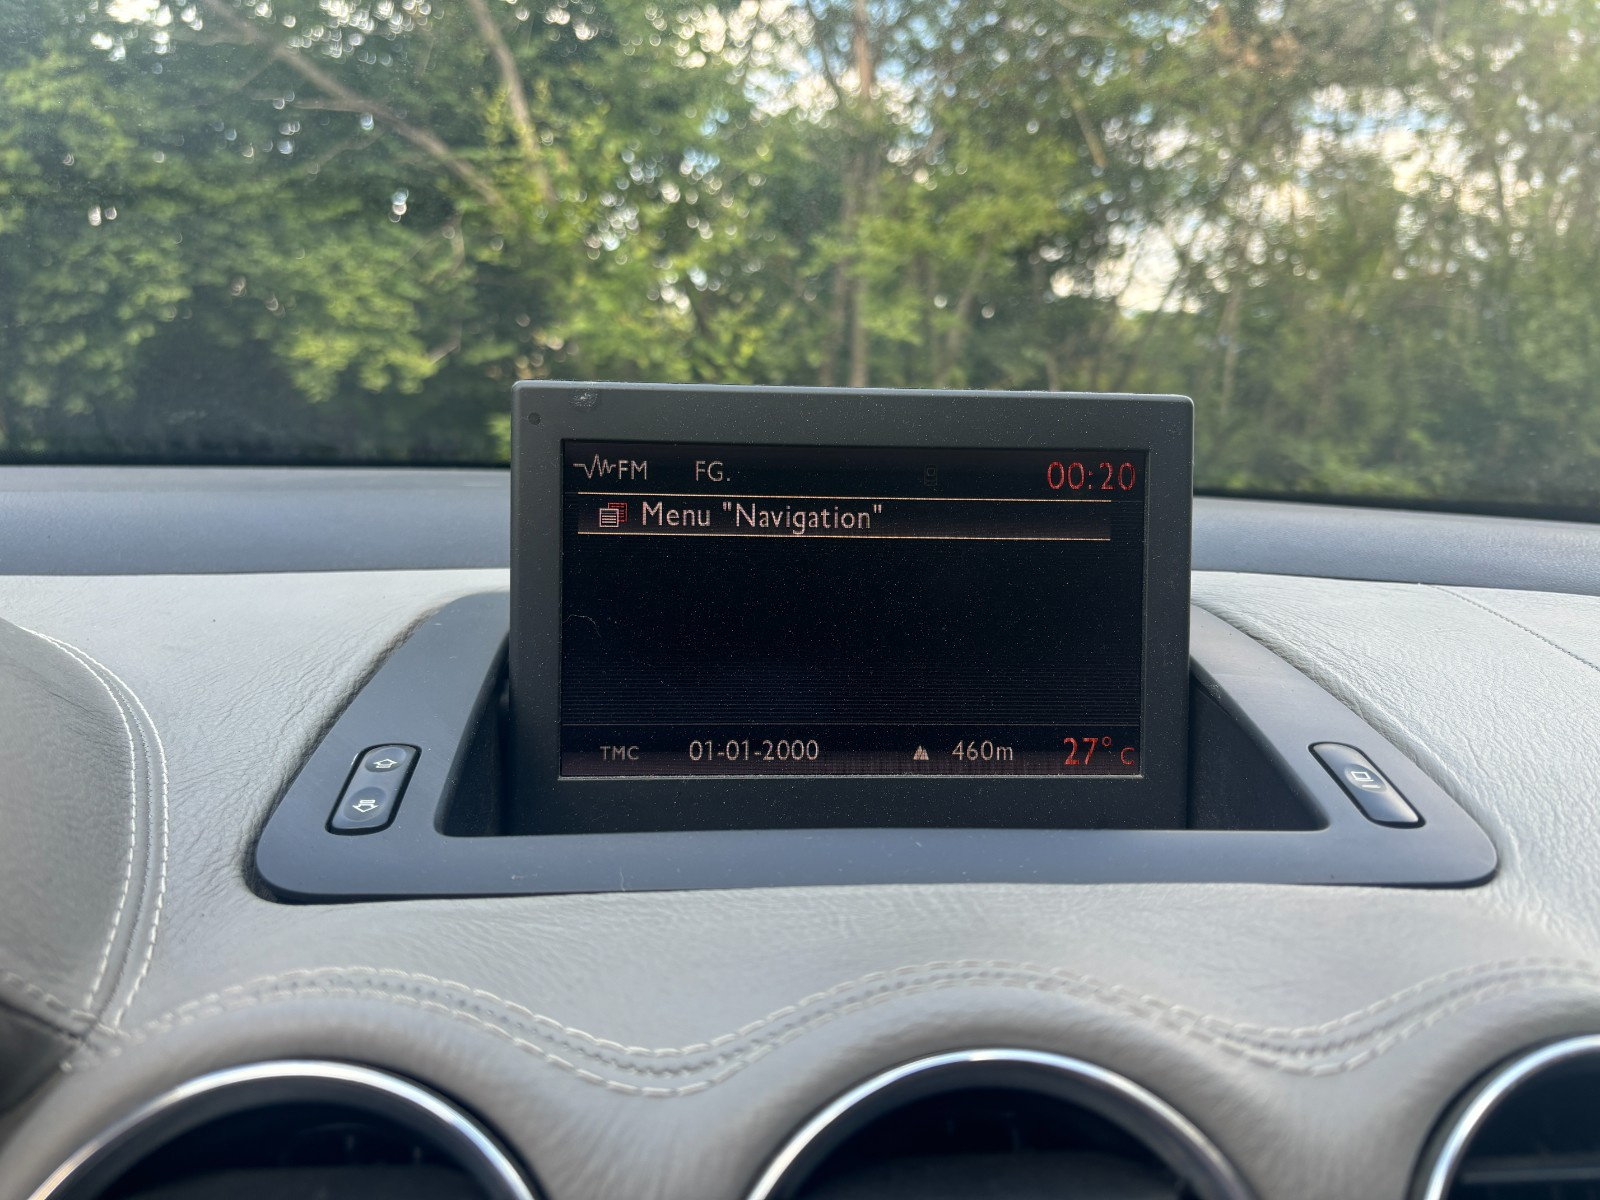 FM FG. 00:20
Menu "Navigation"
TMC 01-01-2000 460m 27° C